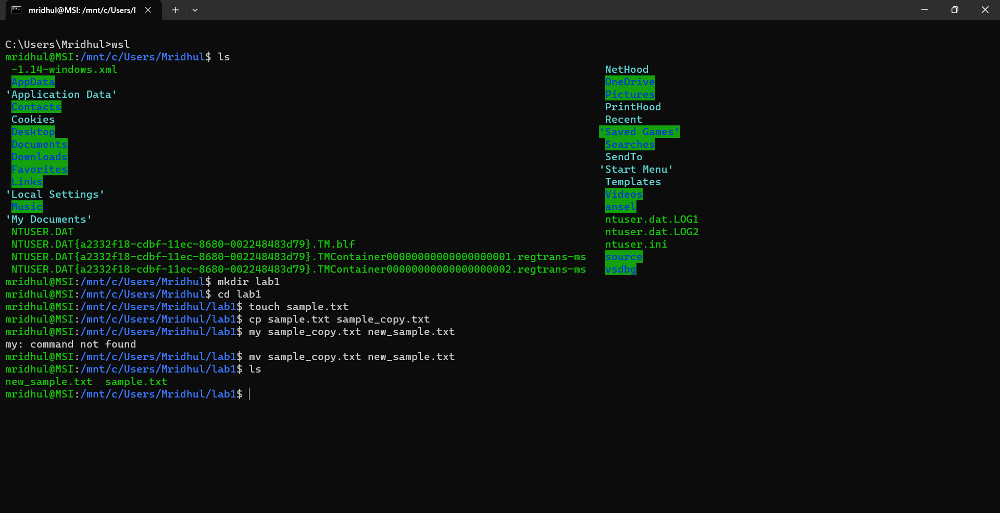 mridhul@MSI: /mnt/c/Users/I
C:\Users\Mridhul>wsl
mridhul@MSI:/mnt/c/Users/Mridhul$ ls
-1.14-windows.xml NetHood
AppData OneDrive
'Application Data' Pictures
Contacts PrintHood
Cookies Recent
Desktop 'Saved Games'
Documents Searches
Downloads SendTo
Favorites 'Start Menu'
Links Templates
'Local Settings' Videos
Music ansel
'My Documents' ntuser.dat.LOG1
NTUSER.DAT ntuser.dat.LOG2
NTUSER.DAT{a2332f18-cdbf-11ec-8680-002248483d79}.TM.blf ntuser.ini
NTUSER.DAT{a2332f18-cdbf-11ec-8680-002248483d79}.TMContainer00000000000000000001.regtrans-ms source
NTUSER.DAT{a2332f18-cdbf-11ec-8680-002248483d79}.TMContainer00000000000000000002.regtrans-ms vsdbg
mridhul@MSI:/mnt/c/Users/Mridhul$ mkdir lab1
mridhul@MSI:/mnt/c/Users/Mridhul$ cd lab1
mridhul@MSI:/mnt/c/Users/Mridhul/lab1$ touch sample.txt
mridhul@MSI:/mnt/c/Users/Mridhul/lab1$ cp sample.txt sample_copy.txt
mridhul@MSI:/mnt/c/Users/Mridhul/lab1$ my sample_copy.txt new_sample.txt
my: command not found
mridhul@MSI:/mnt/c/Users/Mridhul/lab1$ mv sample_copy.txt new_sample.txt
mridhul@MSI:/mnt/c/Users/Mridhul/lab1$ ls
new_sample.txt sample.txt
mridhul@MSI:/mnt/c/Users/Mridhul/lab1$